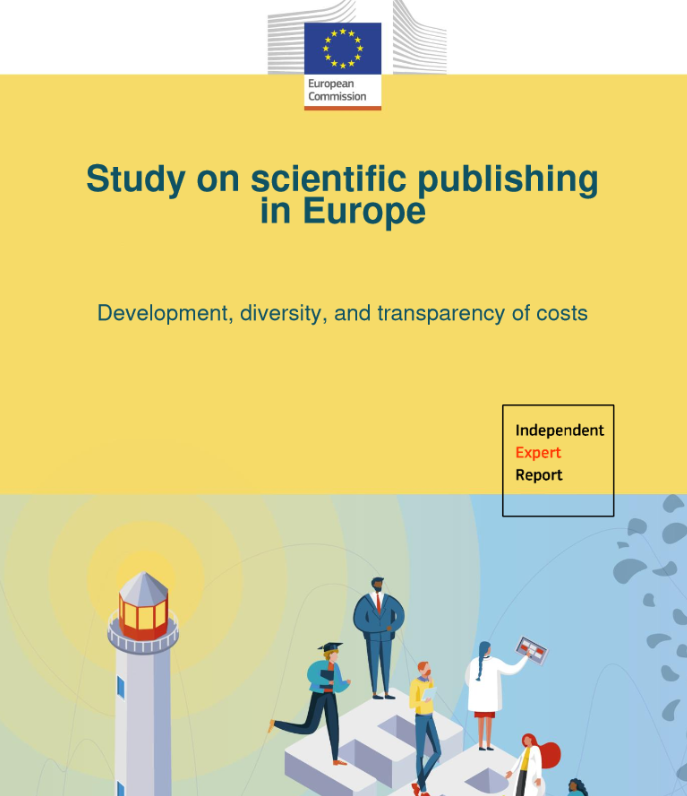 European
Commission
Study on scientific publishing
in Europe
Development, diversity, and transparency of costs
Independent
Expert
Report